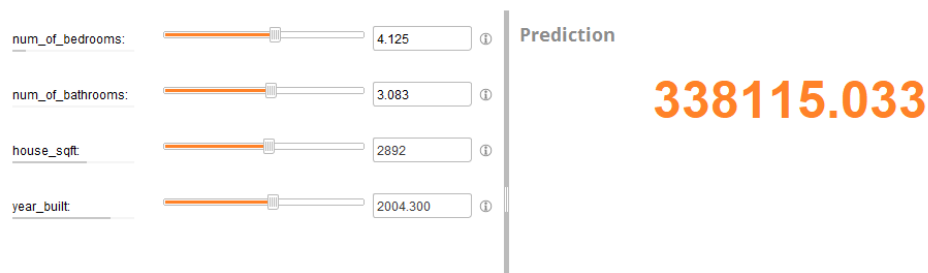 num_of_bedrooms: 4.125
num_of_bathrooms: 3.083
house_sqft: 2892
year_built: 2004.300
Prediction
338115.033